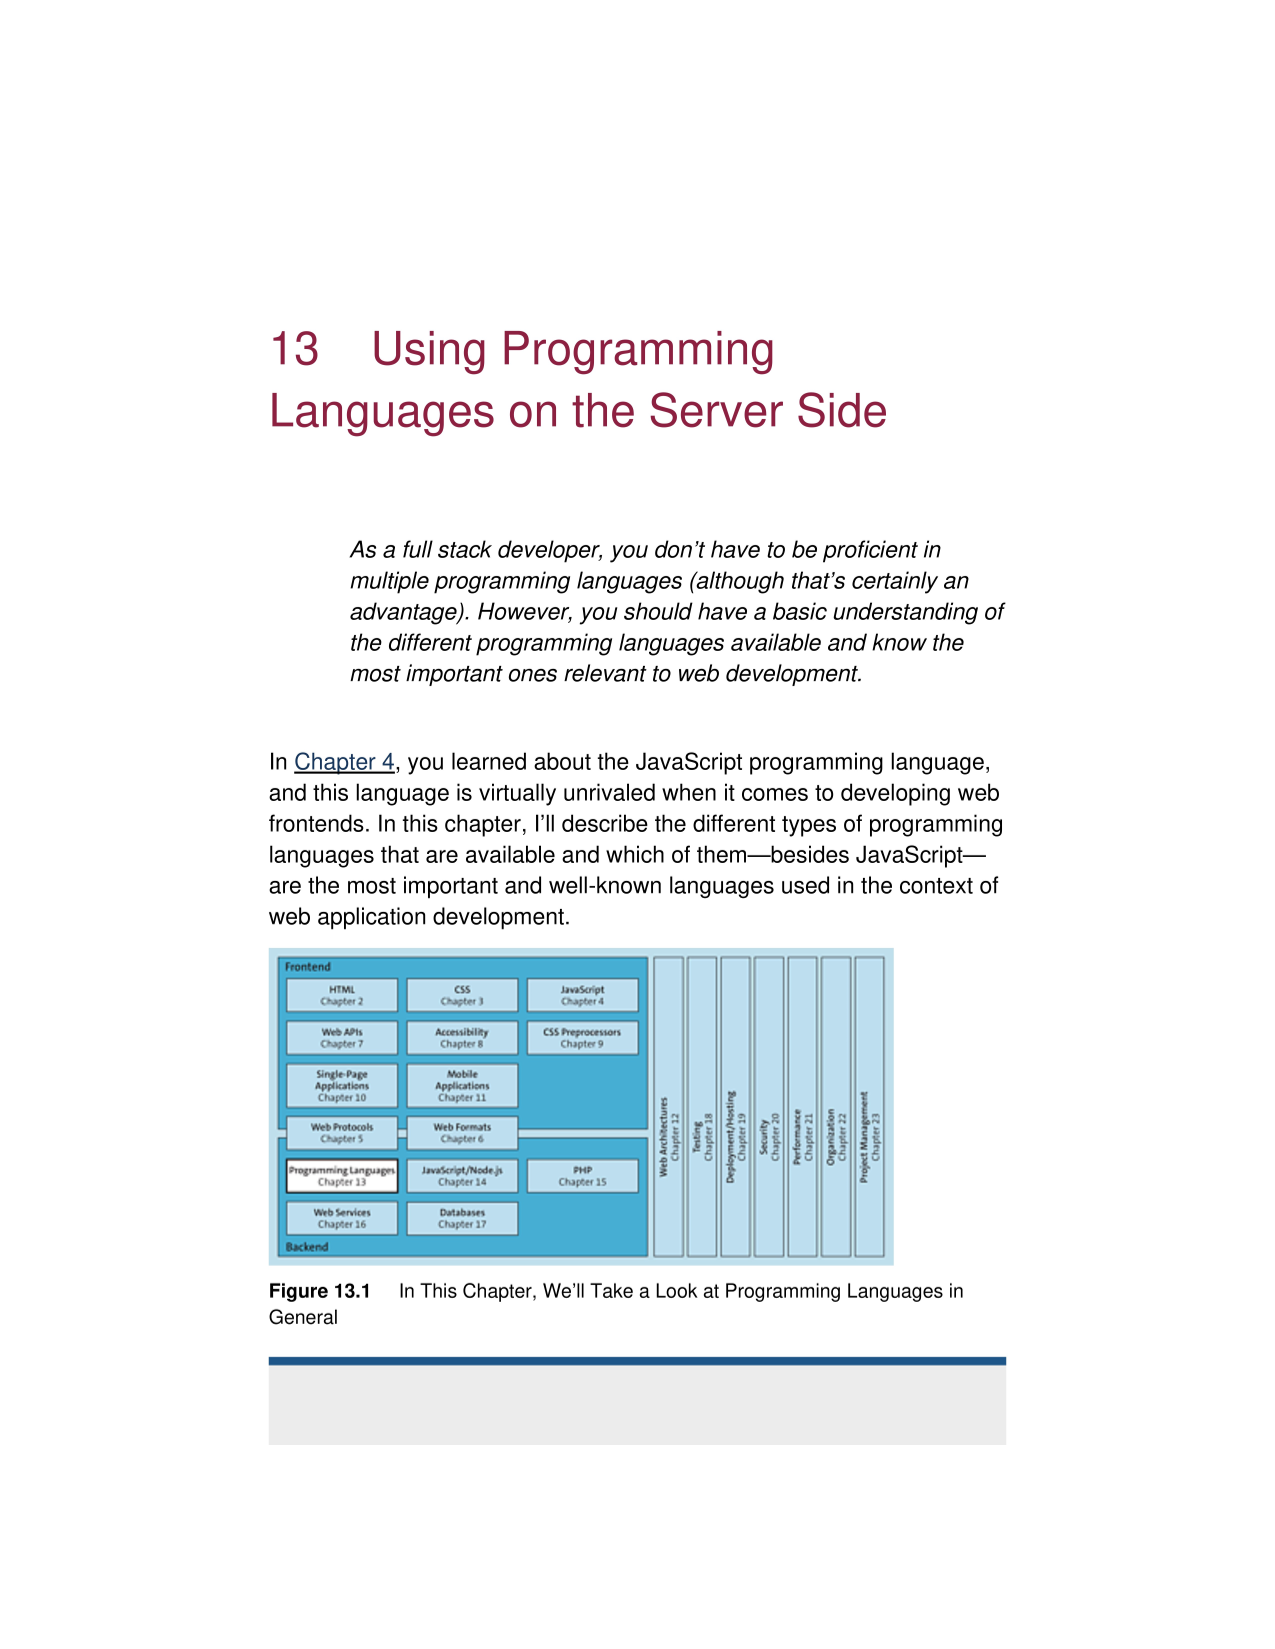 13 Using Programming
Languages on the Server Side
As a full stack developer, you don’t have to be proficient in
multiple programming languages (although that’s certainly an
advantage). However, you should have a basic understanding of
the different programming languages available and know the
most important ones relevant to web development.
In Chapter 4, you learned about the JavaScript programming language,
and this language is virtually unrivaled when it comes to developing web
frontends. In this chapter, I’ll describe the different types of programming
languages that are available and which of them—besides JavaScript—
are the most important and well-known languages used in the context of
web application development.
Frontend
HTML
Chapter 2
CSS
Chapter 3
JavaScript
Chapter 4
Web APIs
Chapter 7
Accessibility
Chapter 8
CSS Preprocessors
Chapter 9
Single-Page
Applications
Chapter 10
Mobile
Applications
Chapter 11
Web Protocols
Chapter 5
Web Formats
Chapter 6
Programming Languages
Chapter 13
JavaScript/Node.js
Chapter 14
PHP
Chapter 15
Web Services
Chapter 16
Databases
Chapter 17
Backend
Web Architectures
Chapter 12
Testing
Chapter 18
Deployment/Hosting
Chapter 19
Security
Chapter 20
Performance
Chapter 21
Organization
Chapter 22
Project Management
Chapter 23
Figure 13.1 In This Chapter, We’ll Take a Look at Programming Languages in
General